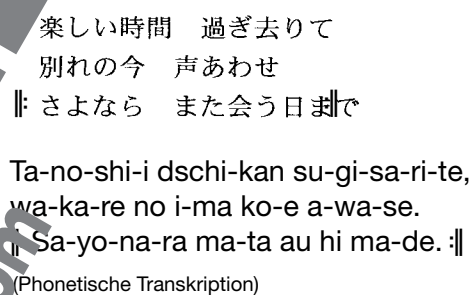 楽しい時間　過ぎ去りて
別れの今　声あわせ
𝄆 さよなら　また会う日まで 𝄇
Ta-no-shi-i dschi-kan su-gi-sa-ri-te,
wa-ka-re no i-ma ko-e a-wa-se.
𝄆 Sa-yo-na-ra ma-ta au hi ma-de. 𝄇
(Phonetische Transkription)